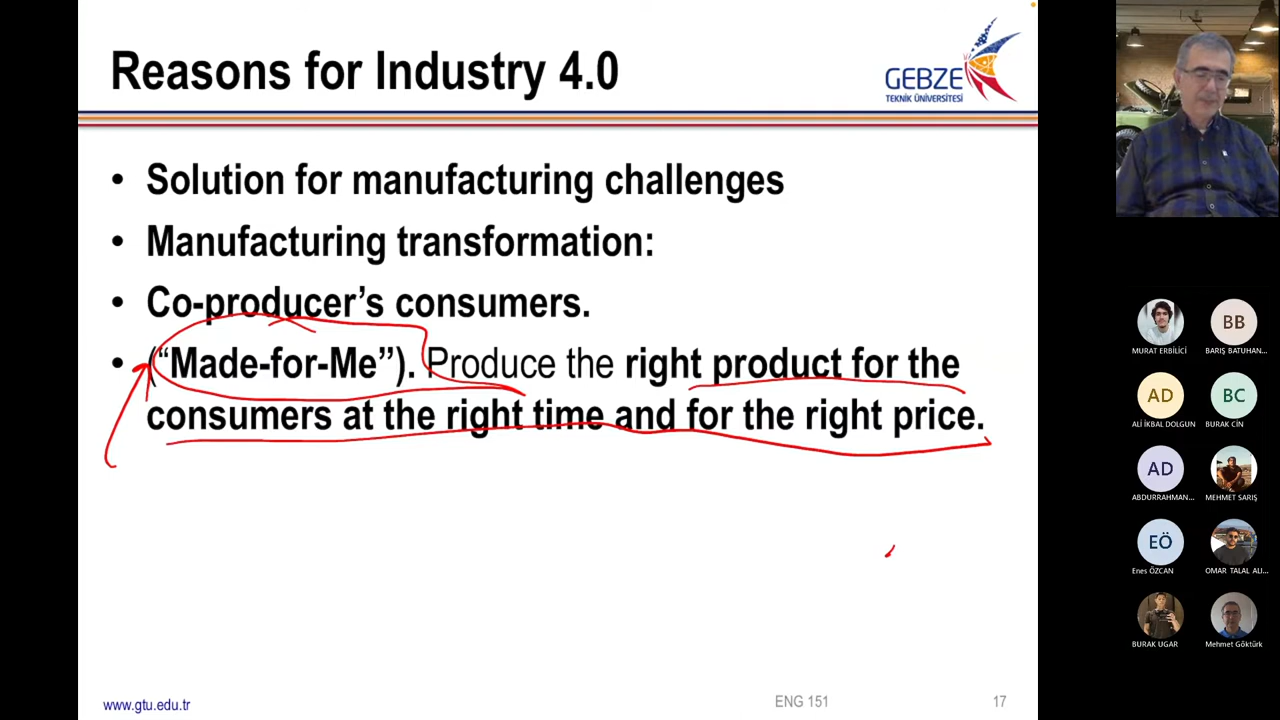 Reasons for Industry 4.0
GEBZE
TEKNİK ÜNİVERSİTESİ
• Solution for manufacturing challenges
• Manufacturing transformation:
• Co-producer's consumers.
• (“Made-for-Me”). Produce the right product for the
consumers at the right time and for the right price.
www.gtu.edu.tr
ENG 151
17
MURAT ERBİLİCİ
BB
BARIŞ BATUHAN...
AD
ALİ İKBAL DOLGUN
BC
BURAK CİN
AD
ABDURRAHMAN...
MEHMET SARIŞ
EÖ
Enes ÖZCAN
OMAR TALAL ALI...
BURAK UGAR
Mehmet Göktürk